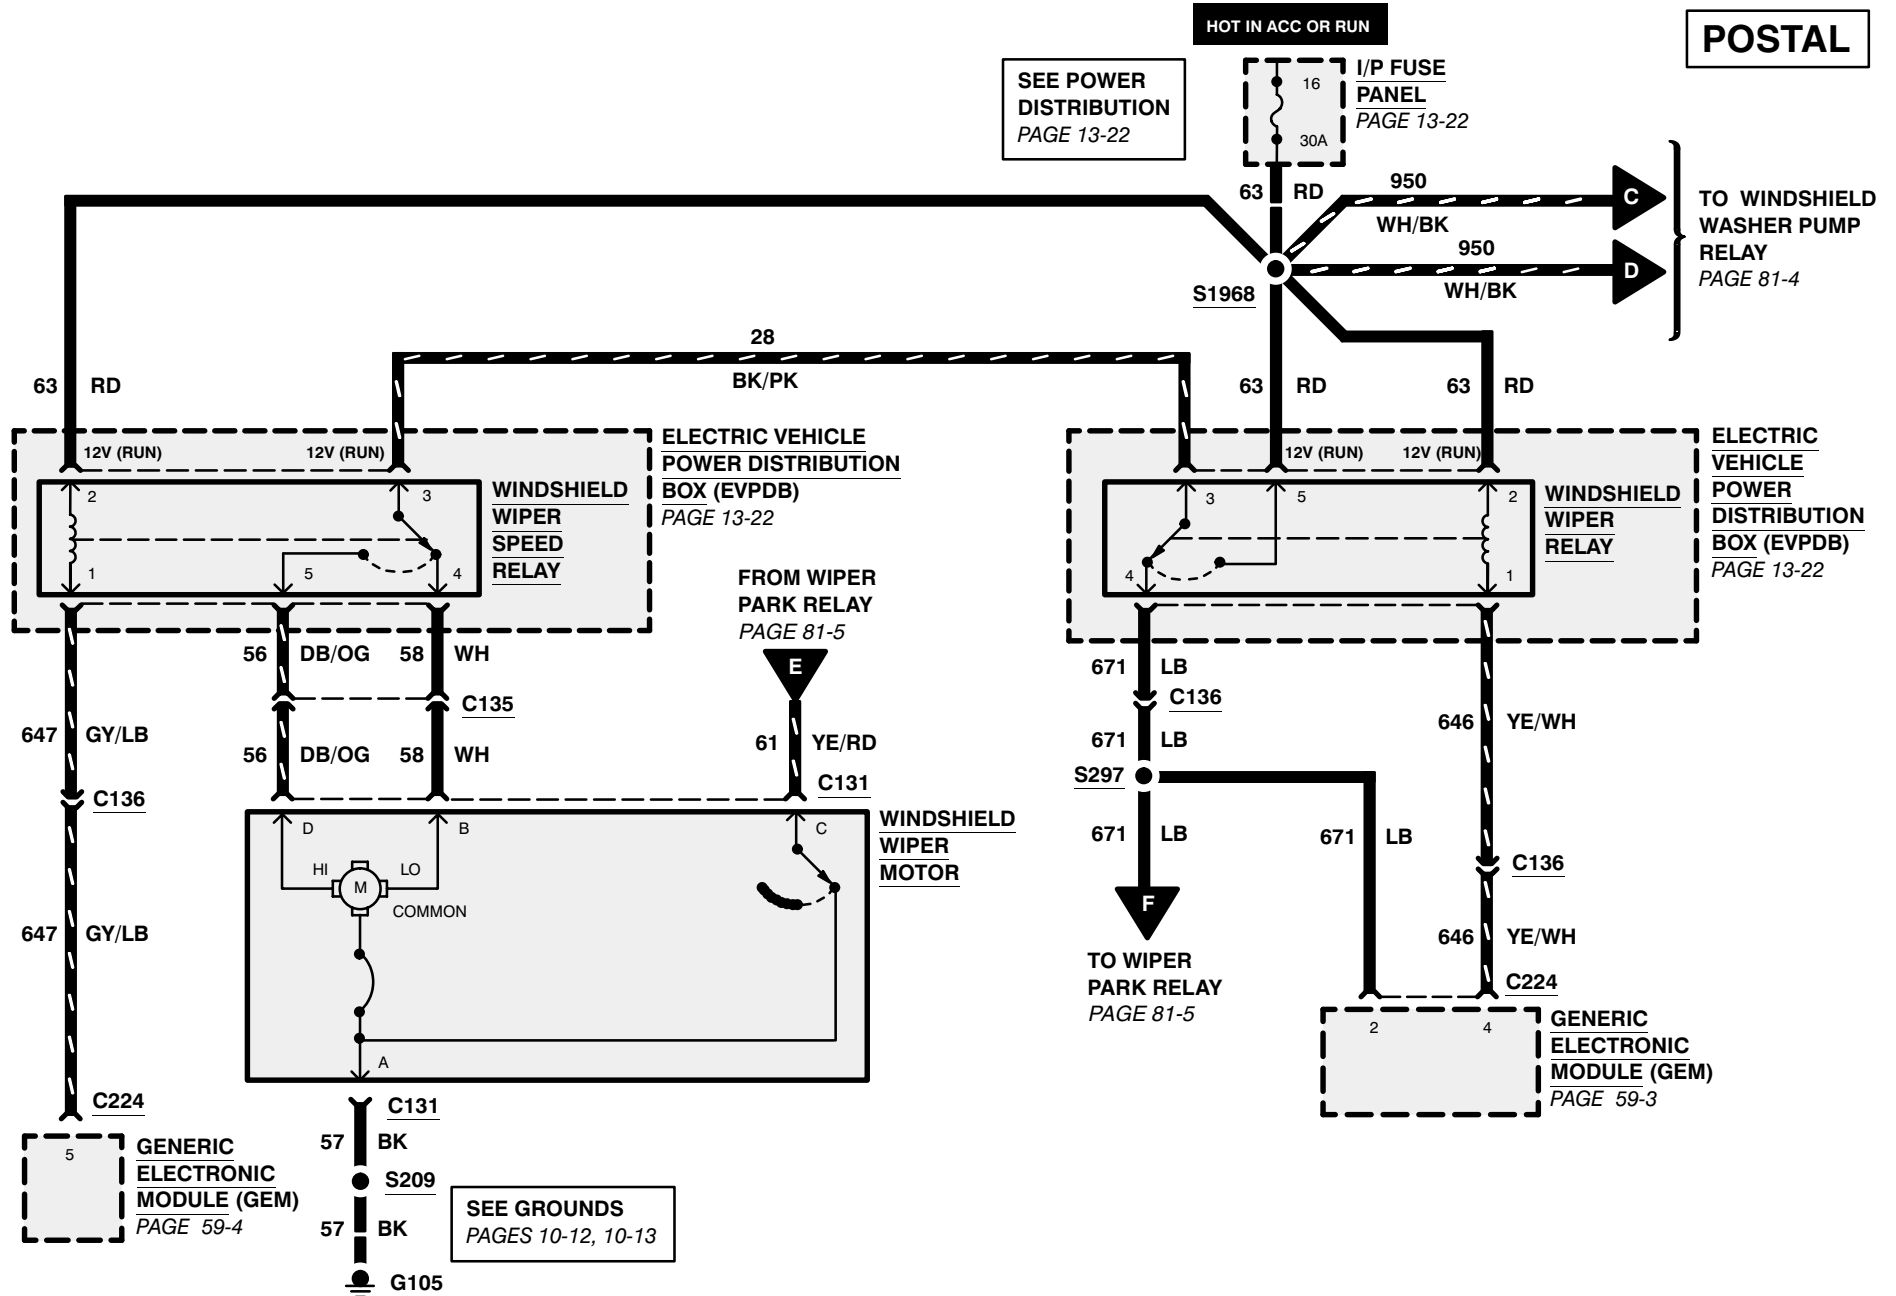 HOT IN ACC OR RUN
POSTAL
SEE POWER
DISTRIBUTION
PAGE 13-22
16
30A
I/P FUSE
PANEL
PAGE 13-22
63 RD
950
WH/BK
C
950
WH/BK
D
TO WINDSHIELD
WASHER PUMP
RELAY
PAGE 81-4
S1968
28
BK/PK
63 RD
63 RD
63 RD
12V (RUN)
12V (RUN)
ELECTRIC VEHICLE
POWER DISTRIBUTION
BOX (EVPDB)
PAGE 13-22
2
3
1
5
4
WINDSHIELD
WIPER
SPEED
RELAY
12V (RUN)
12V (RUN)
ELECTRIC
VEHICLE
POWER
DISTRIBUTION
BOX (EVPDB)
PAGE 13-22
3
5
2
4
1
WINDSHIELD
WIPER
RELAY
FROM WIPER
PARK RELAY
PAGE 81-5
E
56 DB/OG
58 WH
C135
647 GY/LB
56 DB/OG
58 WH
61 YE/RD
C136
C131
671 LB
C136
671 LB
S297
671 LB
671 LB
646 YE/WH
C136
646 YE/WH
D
B
C
HI
LO
M
COMMON
A
WINDSHIELD
WIPER
MOTOR
647 GY/LB
F
TO WIPER
PARK RELAY
PAGE 81-5
C224
2
4
GENERIC
ELECTRONIC
MODULE (GEM)
PAGE 59-3
C224
5
GENERIC
ELECTRONIC
MODULE (GEM)
PAGE 59-4
C131
57 BK
S209
57 BK
G105
SEE GROUNDS
PAGES 10-12, 10-13